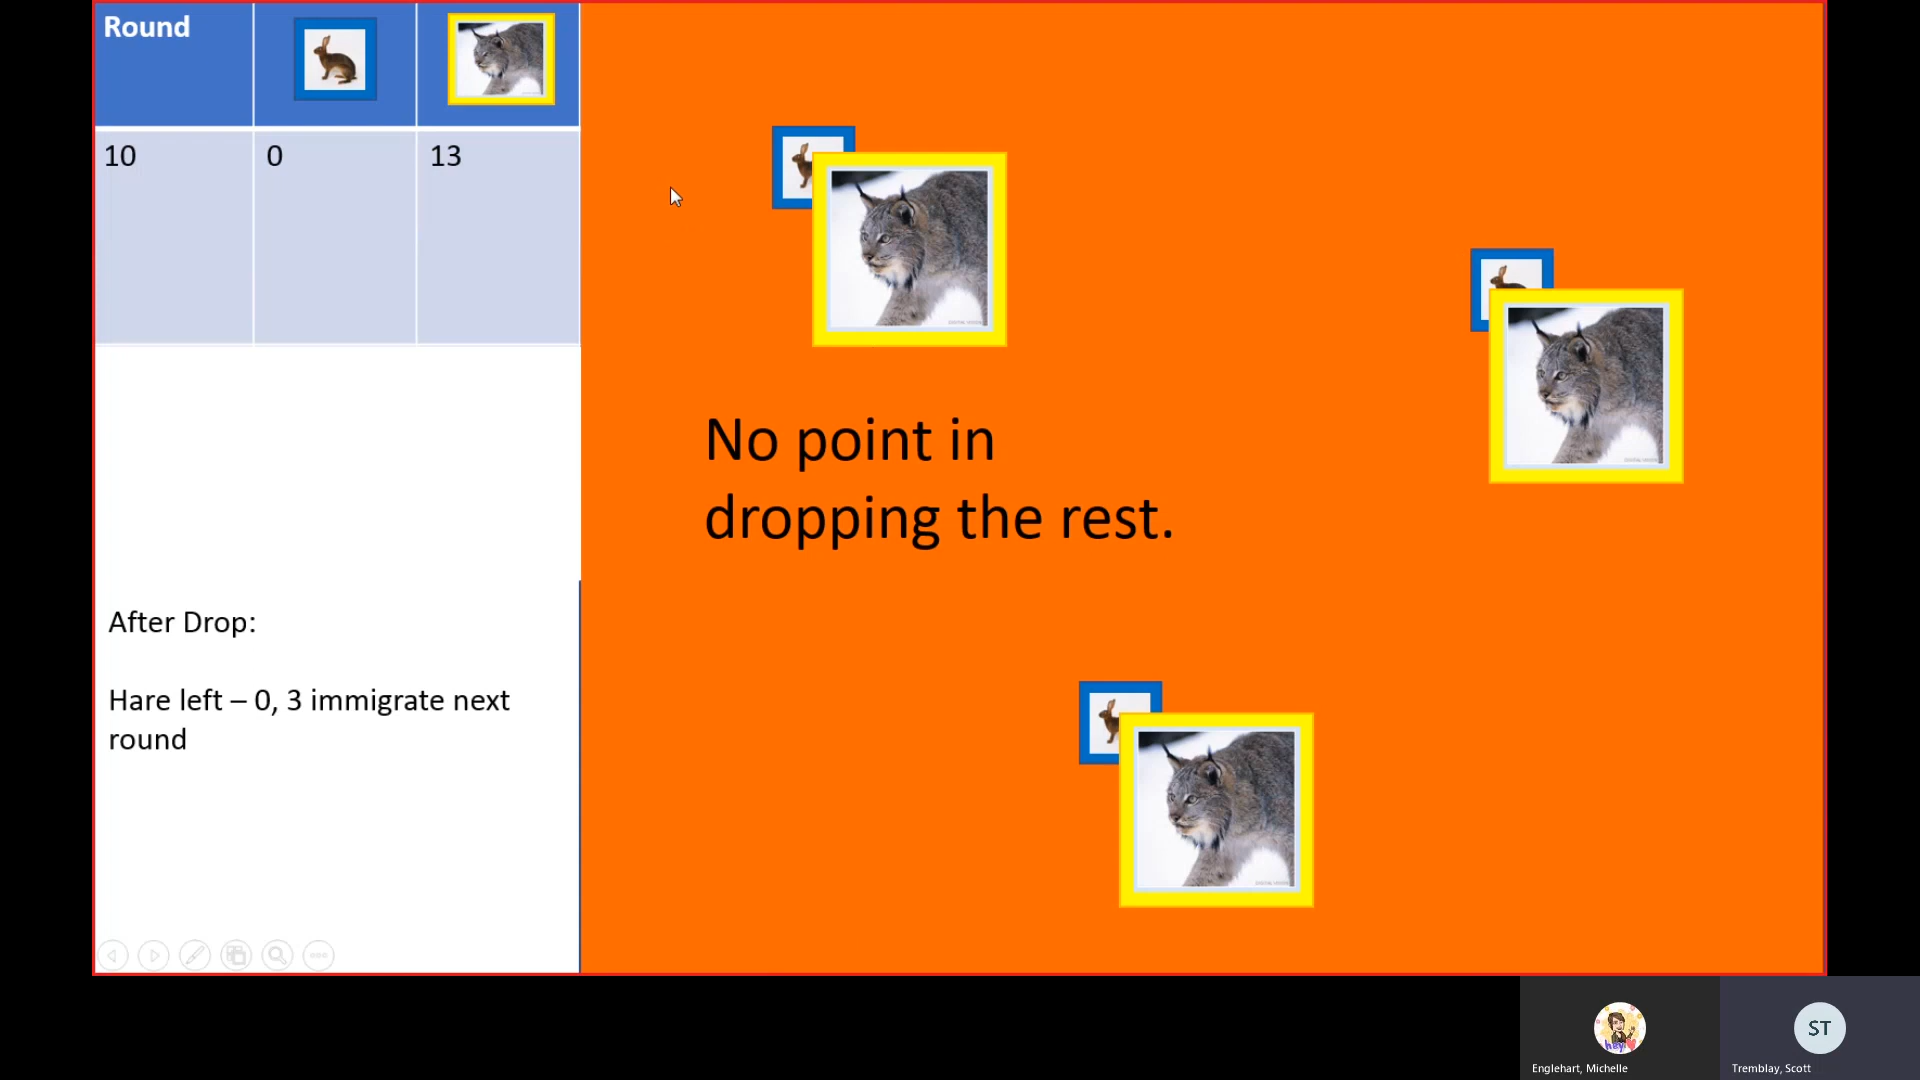 Round
10 0 13
No point in
dropping the rest.
After Drop:
Hare left – 0, 3 immigrate next
round
hey!
ST
Englehart, Michelle
Tremblay, Scott